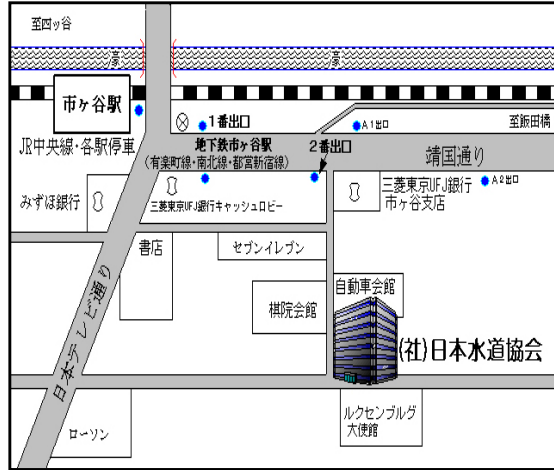 至四ッ谷
市ヶ谷駅
1番出口
A1出口
至飯田橋
JR中央線・各駅停車
地下鉄市ヶ谷駅
(有楽町線・南北線・都営新宿線)
2番出口
靖国通り
みずほ銀行
三菱東京UFJ銀行キャッシュロビー
三菱東京UFJ銀行
市ヶ谷支店
A2出口
書店
セブンイレブン
自動車会館
棋院会館
日本テレビ通り
(社)日本水道協会
ローソン
ルクセンブルグ
大使館